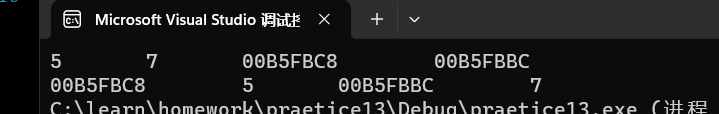 Microsoft Visual Studio 调试控
5 7 00B5FBC8 00B5FBBC
00B5FBC8 5 00B5FBBC 7
C:\learn\homework\praetice13\Debug\praetice13.exe (进程